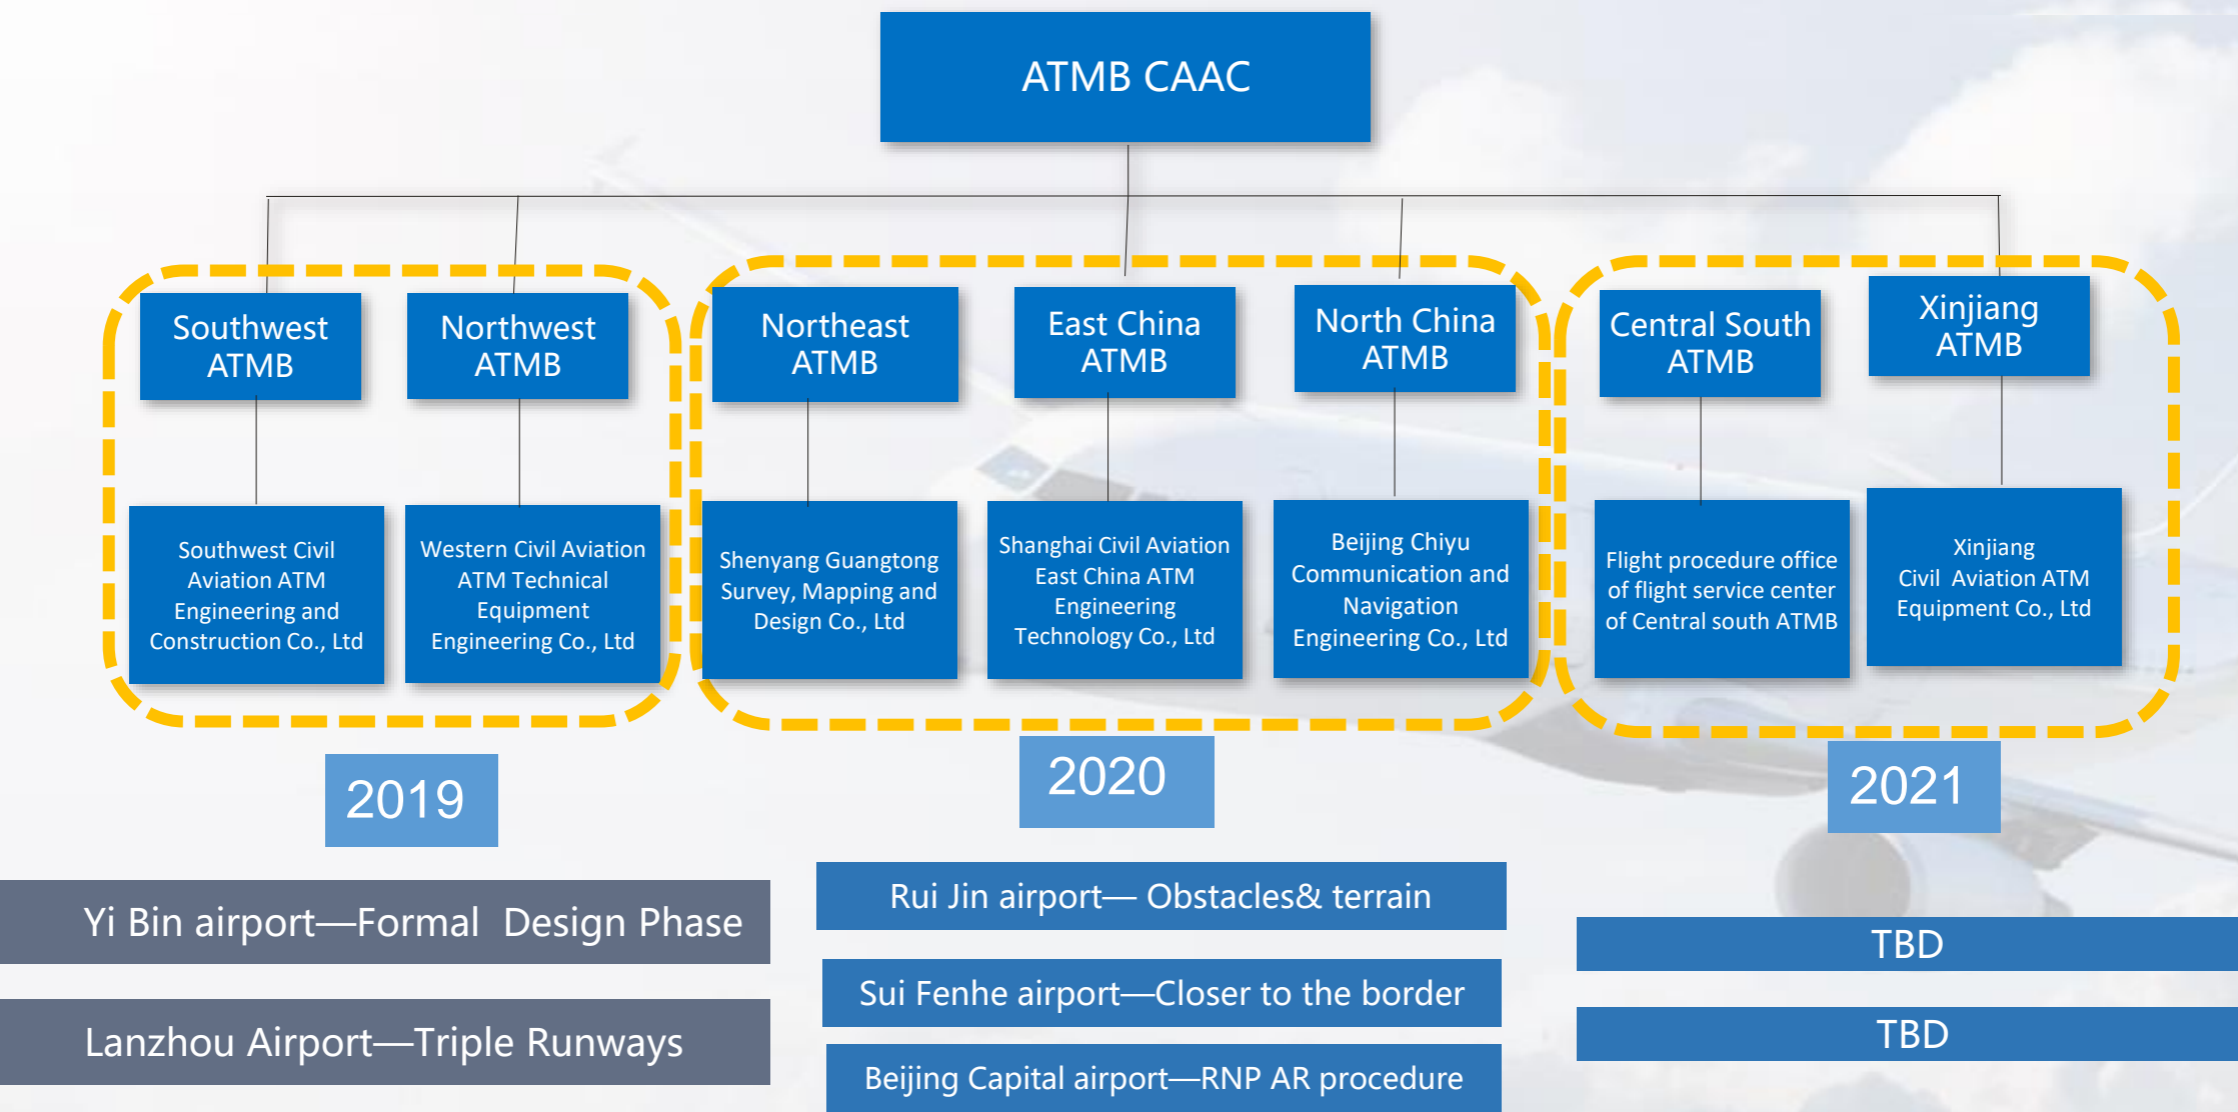 ATMB CAAC
Southwest
ATMB
Northwest
ATMB
Northeast
ATMB
East China
ATMB
North China
ATMB
Central South
ATMB
Xinjiang
ATMB
Southwest Civil
Aviation ATM
Engineering and
Construction Co., Ltd
Western Civil Aviation
ATM Technical
Equipment
Engineering Co., Ltd
Shenyang Guangtong
Survey, Mapping and
Design Co., Ltd
Shanghai Civil Aviation
East China ATM
Engineering
Technology Co., Ltd
Beijing Chiyu
Communication and
Navigation
Engineering Co., Ltd
Flight procedure office
of flight service center
of Central south ATMB
Xinjiang
Civil Aviation ATM
Equipment Co., Ltd
2019
2020
2021
Yi Bin airport—Formal Design Phase
Lanzhou Airport—Triple Runways
Rui Jin airport— Obstacles& terrain
Sui Fenhe airport—Closer to the border
Beijing Capital airport—RNP AR procedure
TBD
TBD